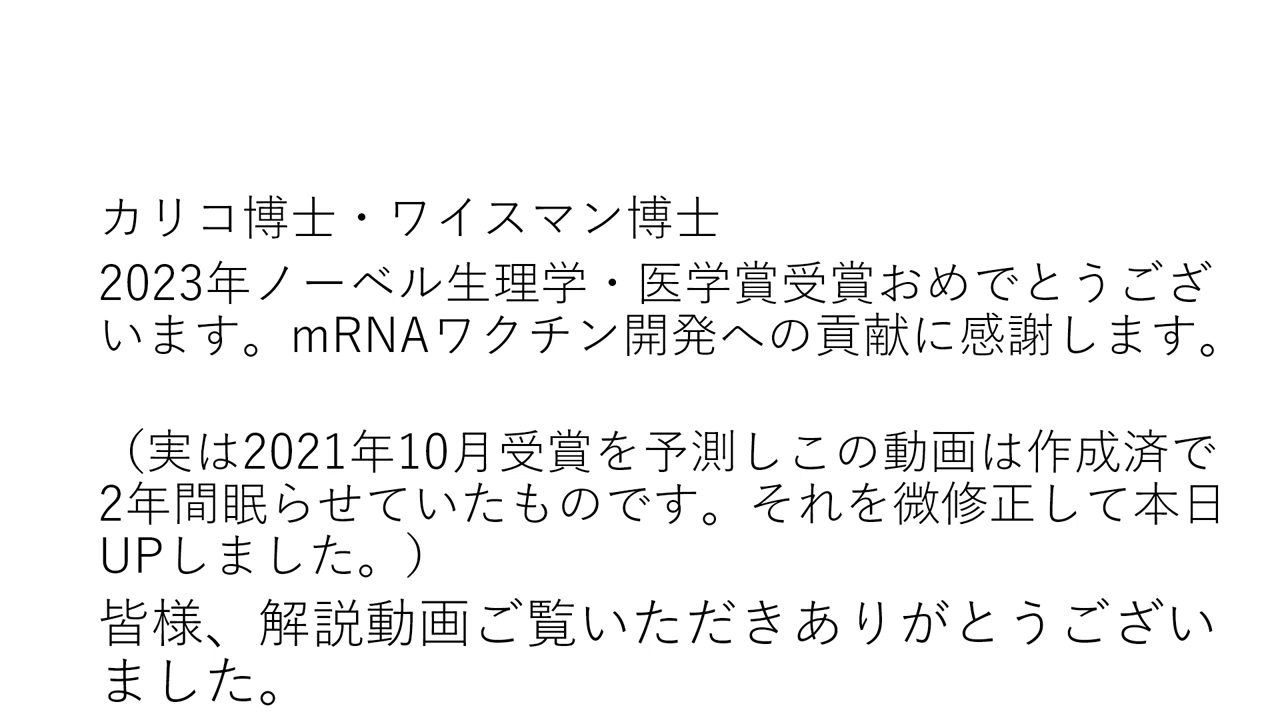 カリコ博士・ワイスマン博士
2023年ノーベル生理学・医学賞受賞おめでとうござ
います。mRNAワクチン開発への貢献に感謝します。
（実は2021年10月受賞を予測しこの動画は作成済で
2年間眠らせていたものです。それを微修正して本日
UPしました。）
皆様、解説動画ご覧いただきありがとうござい
ました。